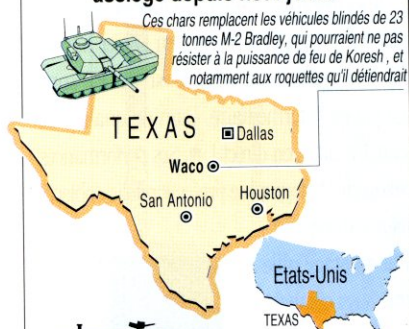 assiégé depuis
Ces chars remplacent les véhicules blindés de 23
tonnes M-2 Bradley, qui pourraient ne pas
résister à la puissance de feu de Koresh , et
notamment aux roquettes qu'il détiendrait
TEXAS
Dallas
Waco
San Antonio
Houston
Etats-Unis
TEXAS